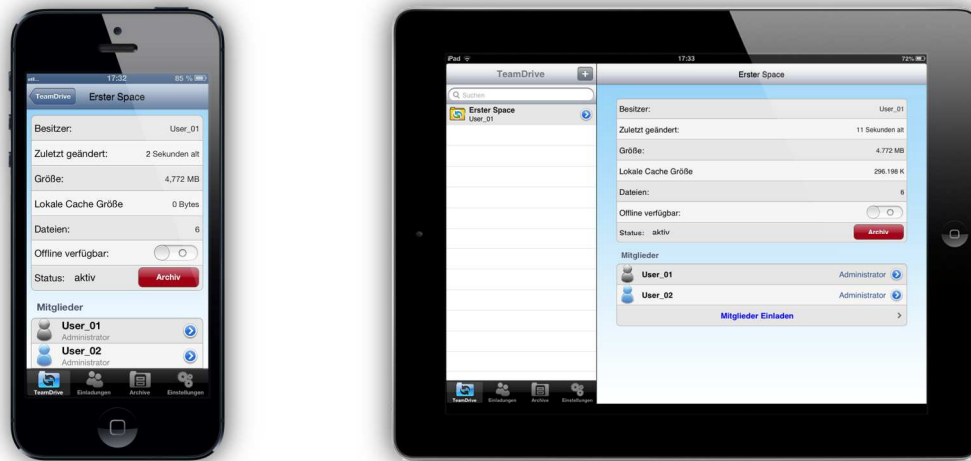 17:32 85 %
TeamDrive Erster Space
Besitzer: User_01
Zuletzt geändert: 2 Sekunden alt
Größe: 4,772 MB
Lokale Cache Größe 0 Bytes
Dateien: 6
Offline verfügbar:
Status: aktiv Archiv
Mitglieder
User_01
Administrator
User_02
Administrator
TeamDrive Einladungen Archive Einstellungen
iPad 17:33 72%
TeamDrive + Erster Space
Suchen
Erster Space
User_01
Besitzer: User_01
Zuletzt geändert: 11 Sekunden alt
Größe: 4.772 MB
Lokale Cache Größe 296.198 K
Dateien: 6
Offline verfügbar:
Status: aktiv Archiv
Mitglieder
User_01 Administrator
User_02 Administrator
Mitglieder Einladen
TeamDrive Einladungen Archive Einstellungen